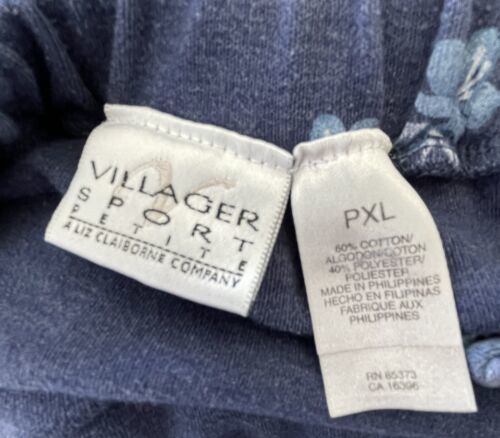 VILLAGER
SPORT
PETITE
A LIZ CLAIBORNE COMPANY
PXL
60% COTTON/
ALGODON/COTON
40% POLYESTER/
POLIESTER
MADE IN PHILIPPINES
HECHO EN FILIPINAS
FABRIQUE AUX
PHILIPPINES
RN 85373
CA 16396